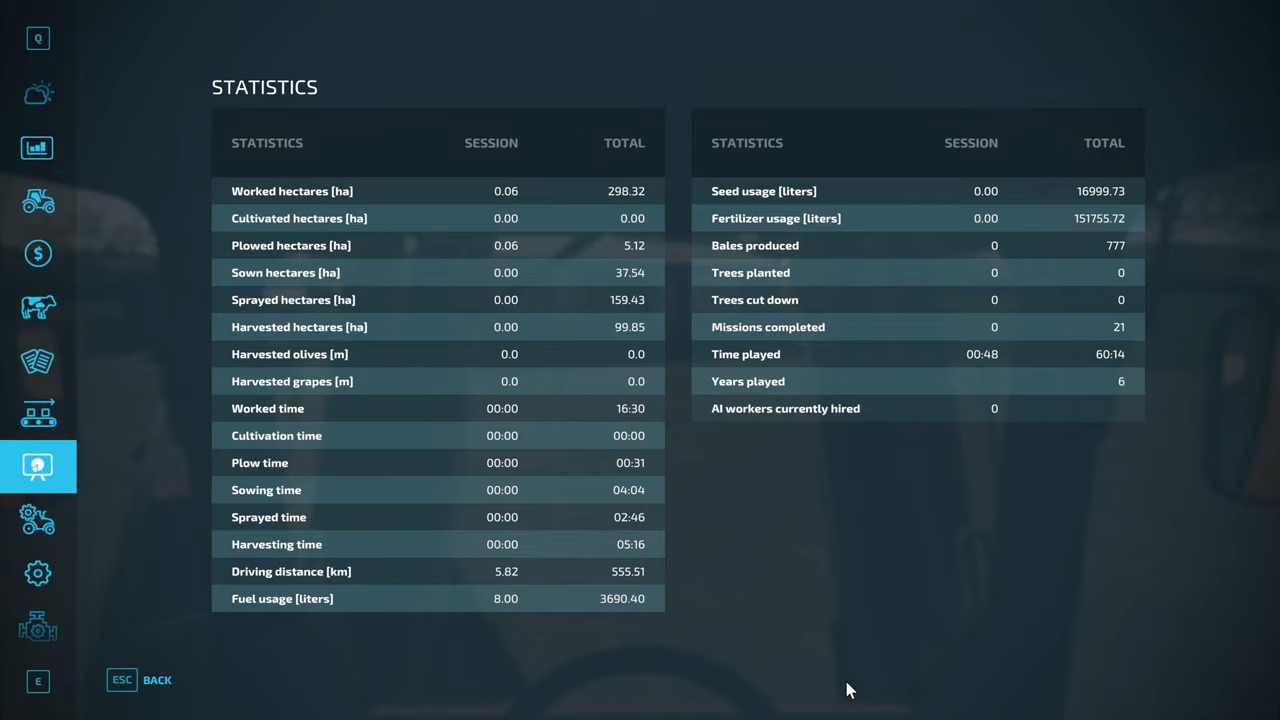 Q
STATISTICS
STATISTICS SESSION TOTAL
Worked hectares [ha] 0.06 298.32
Cultivated hectares [ha] 0.00 0.00
Plowed hectares [ha] 0.06 5.12
Sown hectares [ha] 0.00 37.54
Sprayed hectares [ha] 0.00 159.43
Harvested hectares [ha] 0.00 99.85
Harvested olives [m] 0.0 0.0
Harvested grapes [m] 0.0 0.0
Worked time 00:00 16:30
Cultivation time 00:00 00:00
Plow time 00:00 00:31
Sowing time 00:00 04:04
Sprayed time 00:00 02:46
Harvesting time 00:00 05:16
Driving distance [km] 5.82 555.51
Fuel usage [liters] 8.00 3690.40
STATISTICS SESSION TOTAL
Seed usage [liters] 0.00 16999.73
Fertilizer usage [liters] 0.00 151755.72
Bales produced 0 777
Trees planted 0 0
Trees cut down 0 0
Missions completed 0 21
Time played 00:48 60:14
Years played 6
AI workers currently hired 0
E
ESC BACK